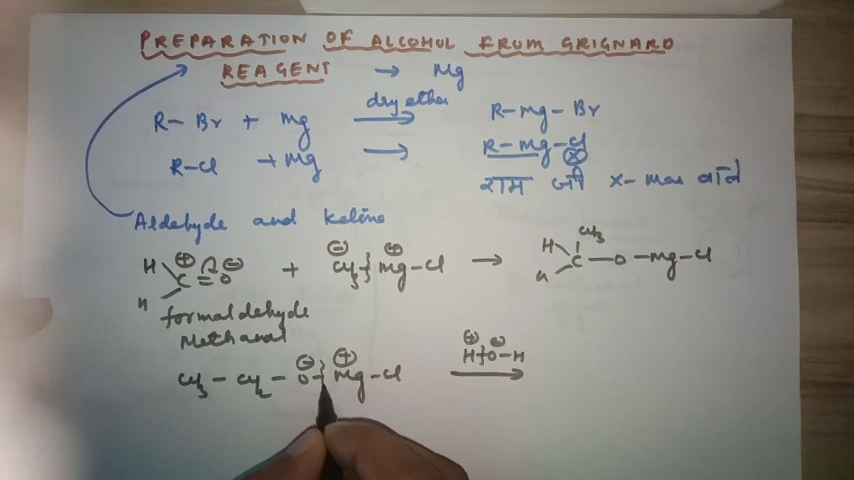 PREPARATION OF ALCOHOL FROM GRIGNARD
REAGENT → Mg
R – Br + Mg dry ether → R – Mg – Br
R – Cl + Mg → R – Mg – Cl
(X)
राम जी X – mas वाले
Aldehyde and ketone
H ⊕ ⊖ ⊖ ⊕ CH3
C = O + CH3 } Mg – Cl → H C – O – Mg – Cl
H H
formaldehyde
Methanal
⊖ ⊕ ⊕ ⊖
CH3 – CH2 – O } Mg – Cl H } O – H →